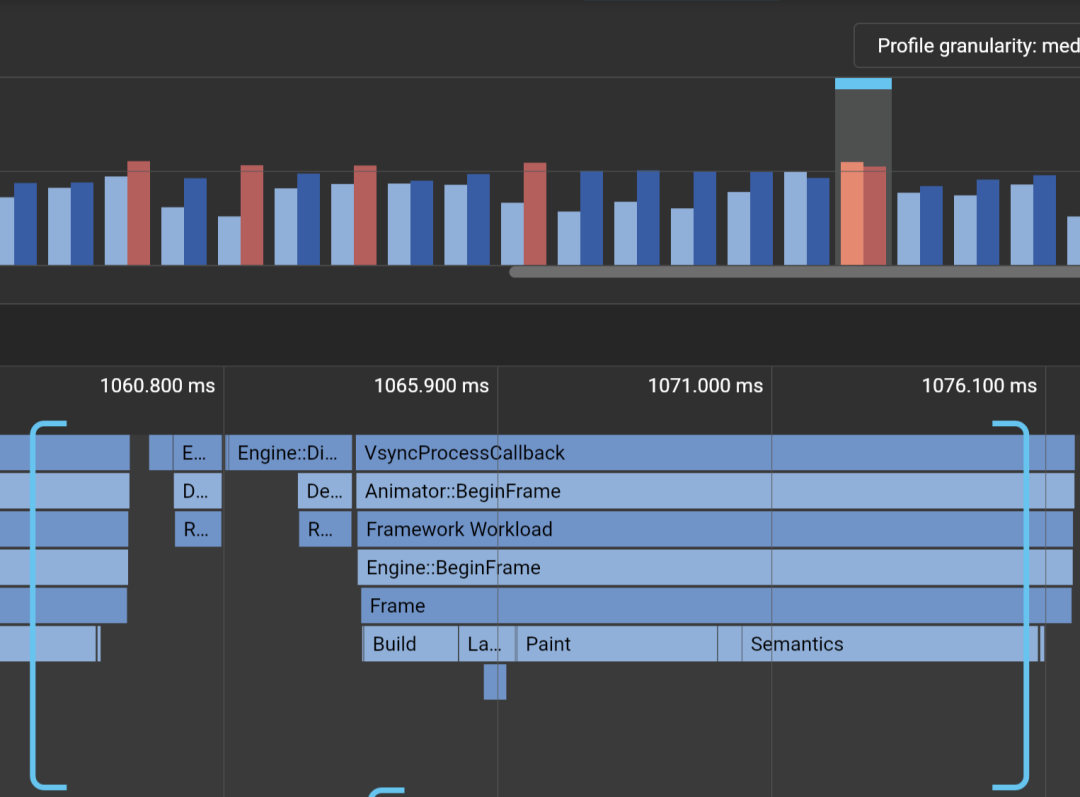 Profile granularity: med
1060.800 ms 1065.900 ms 1071.000 ms 1076.100 ms
E... Engine::Di... VsyncProcessCallback
D... De... Animator::BeginFrame
R... R... Framework Workload
Engine::BeginFrame
Frame
Build La... Paint Semantics